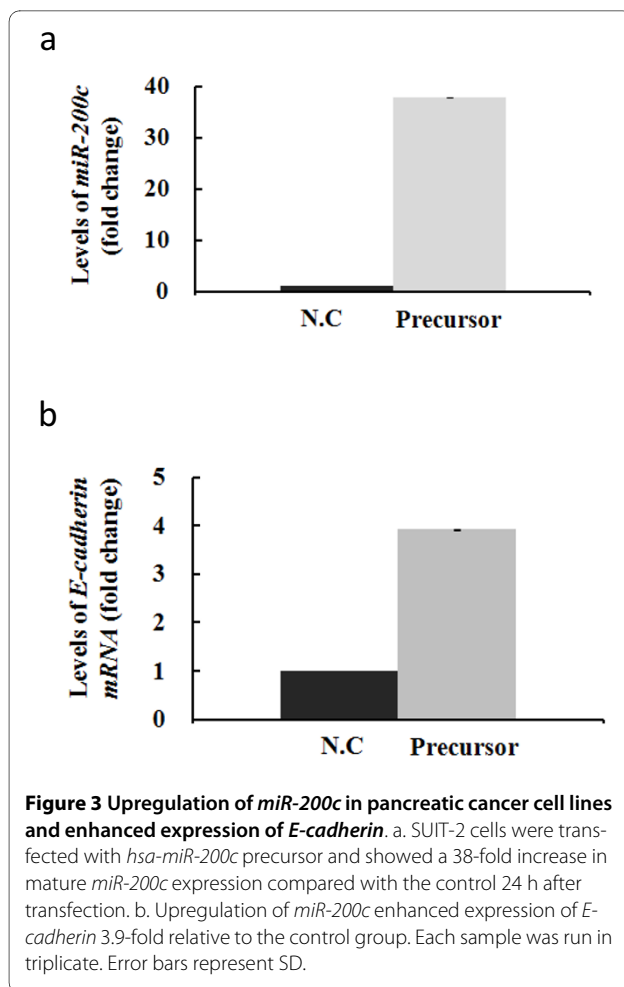 a
Levels of miR-200c
(fold change)
40
30
20
10
0
N.C Precursor
b
Levels of E-cadherin
mRNA (fold change)
5
4
3
2
1
0
N.C Precursor
Figure 3 Upregulation of miR-200c in pancreatic cancer cell lines
and enhanced expression of E-cadherin. a. SUIT-2 cells were trans-
fected with hsa-miR-200c precursor and showed a 38-fold increase in
mature miR-200c expression compared with the control 24 h after
transfection. b. Upregulation of miR-200c enhanced expression of E-
cadherin 3.9-fold relative to the control group. Each sample was run in
triplicate. Error bars represent SD.